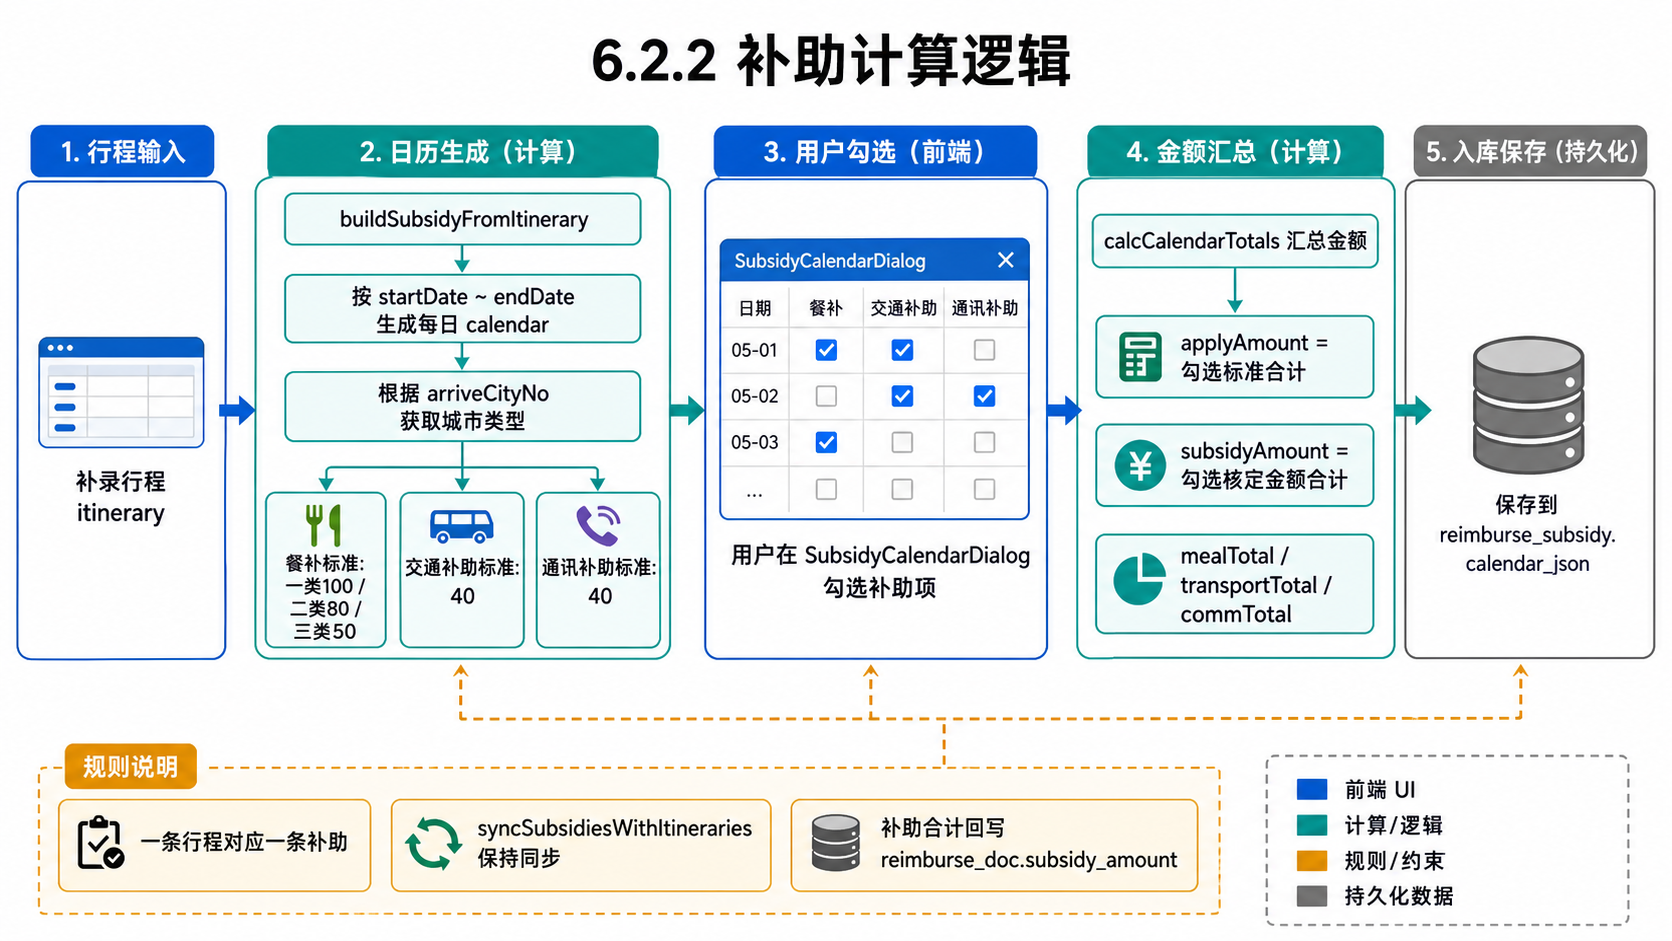 6.2.2 补助计算逻辑
1. 行程输入
补录行程
itinerary
2. 日历生成（计算）
buildSubsidyFromItinerary
按 startDate ~ endDate
生成每日 calendar
根据 arriveCityNo
获取城市类型
餐补标准:
一类100 /
二类80 /
三类50
交通补助标准:
40
通讯补助标准:
40
3. 用户勾选（前端）
SubsidyCalendarDialog
日期 餐补 交通补助 通讯补助
05-01
05-02
05-03
...
用户在 SubsidyCalendarDialog
勾选补助项
4. 金额汇总（计算）
calcCalendarTotals 汇总金额
applyAmount =
勾选标准合计
¥
subsidyAmount =
勾选核定金额合计
mealTotal /
transportTotal /
commTotal
5. 入库保存（持久化）
保存到
reimburse_subsidy.
calendar_json
规则说明
一条行程对应一条补助
syncSubsidiesWithItineraries
保持同步
补助合计回写
reimburse_doc.subsidy_amount
前端 UI
计算/逻辑
规则/约束
持久化数据